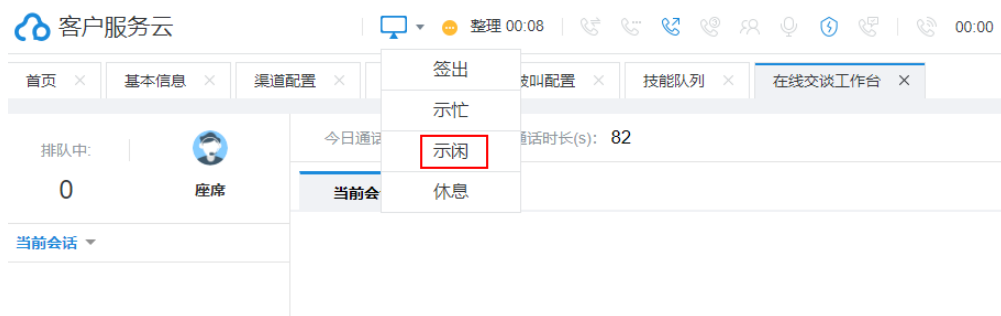 客户服务云 整理 00:08 00:00
签出
首页 基本信息 渠道配置 叫配置 技能队列 在线交谈工作台
示忙
今日通话 通话时长(s): 82
排队中:
示闲
0 座席 当前会
休息
当前会话